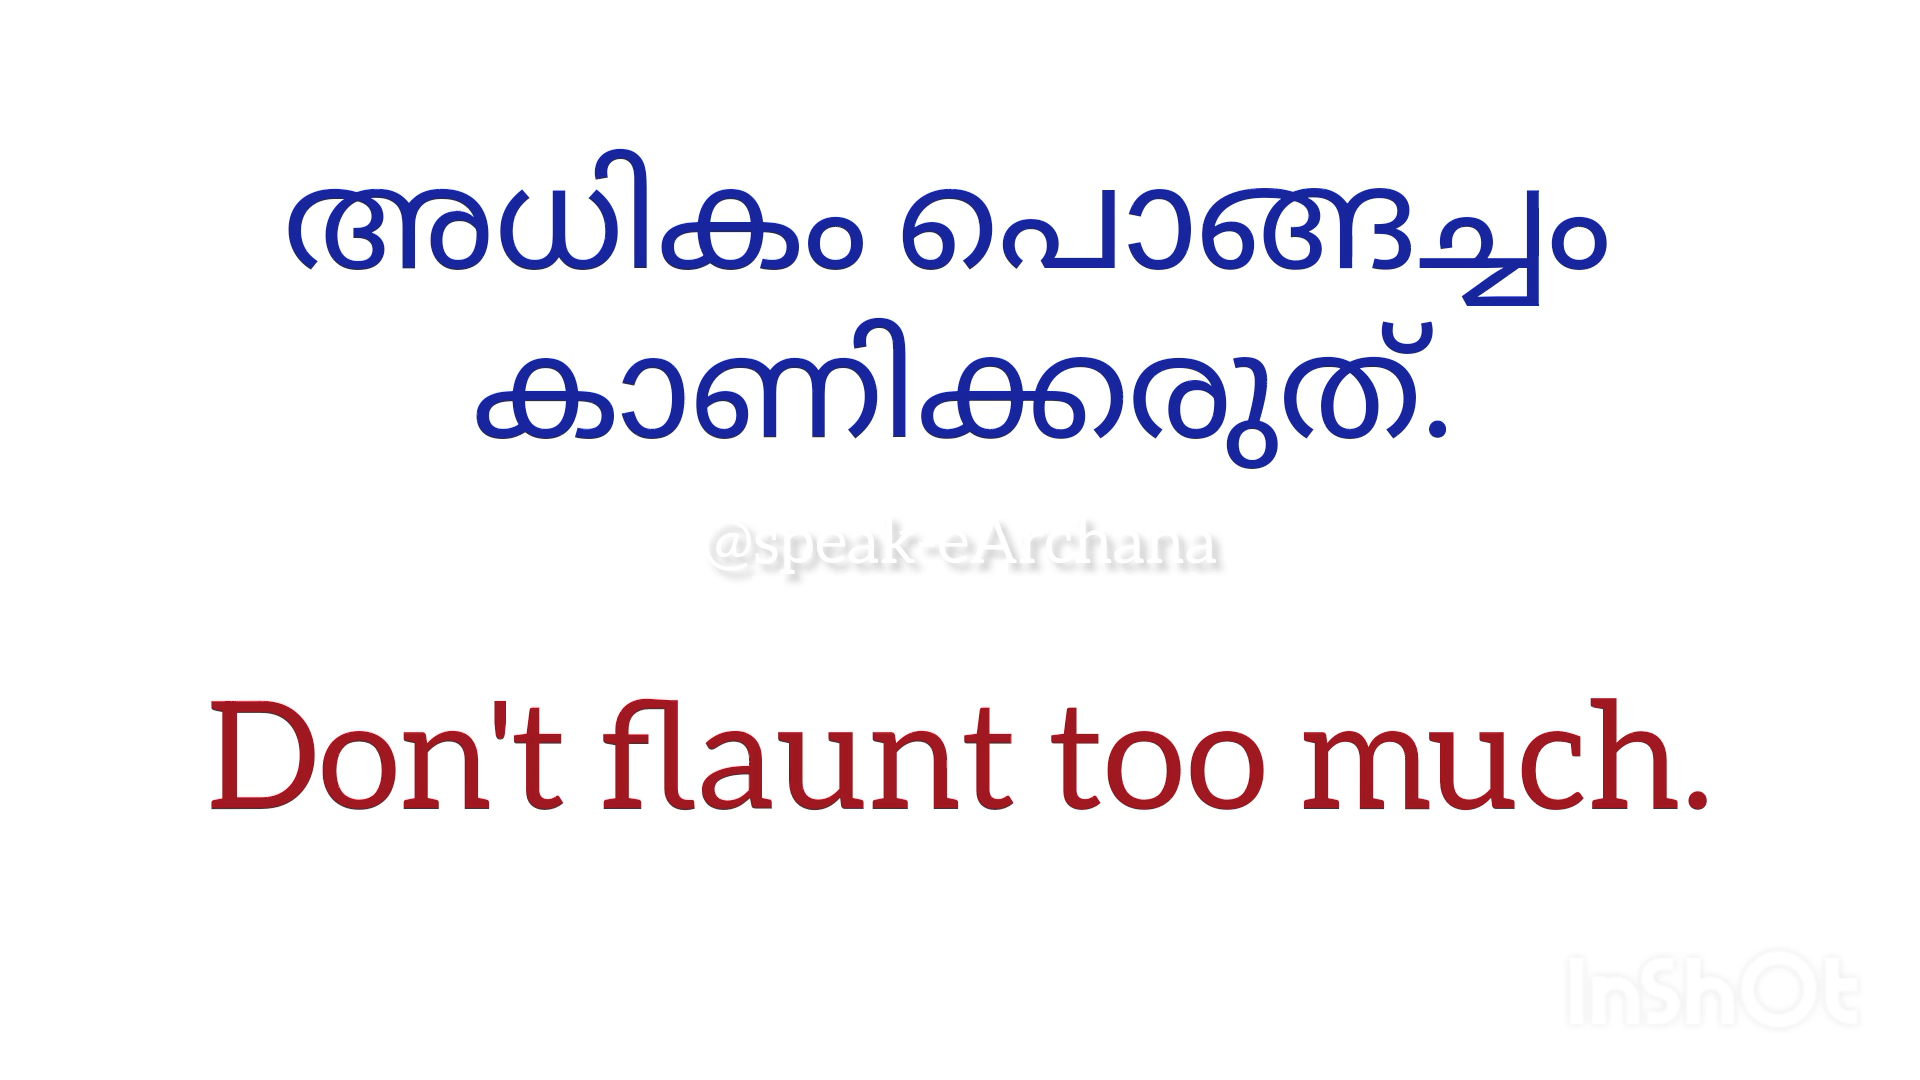 അധികം പൊങ്ങച്ചം
കാണിക്കരുത്.
@speak-eArchana
Don't flaunt too much.
InShOt